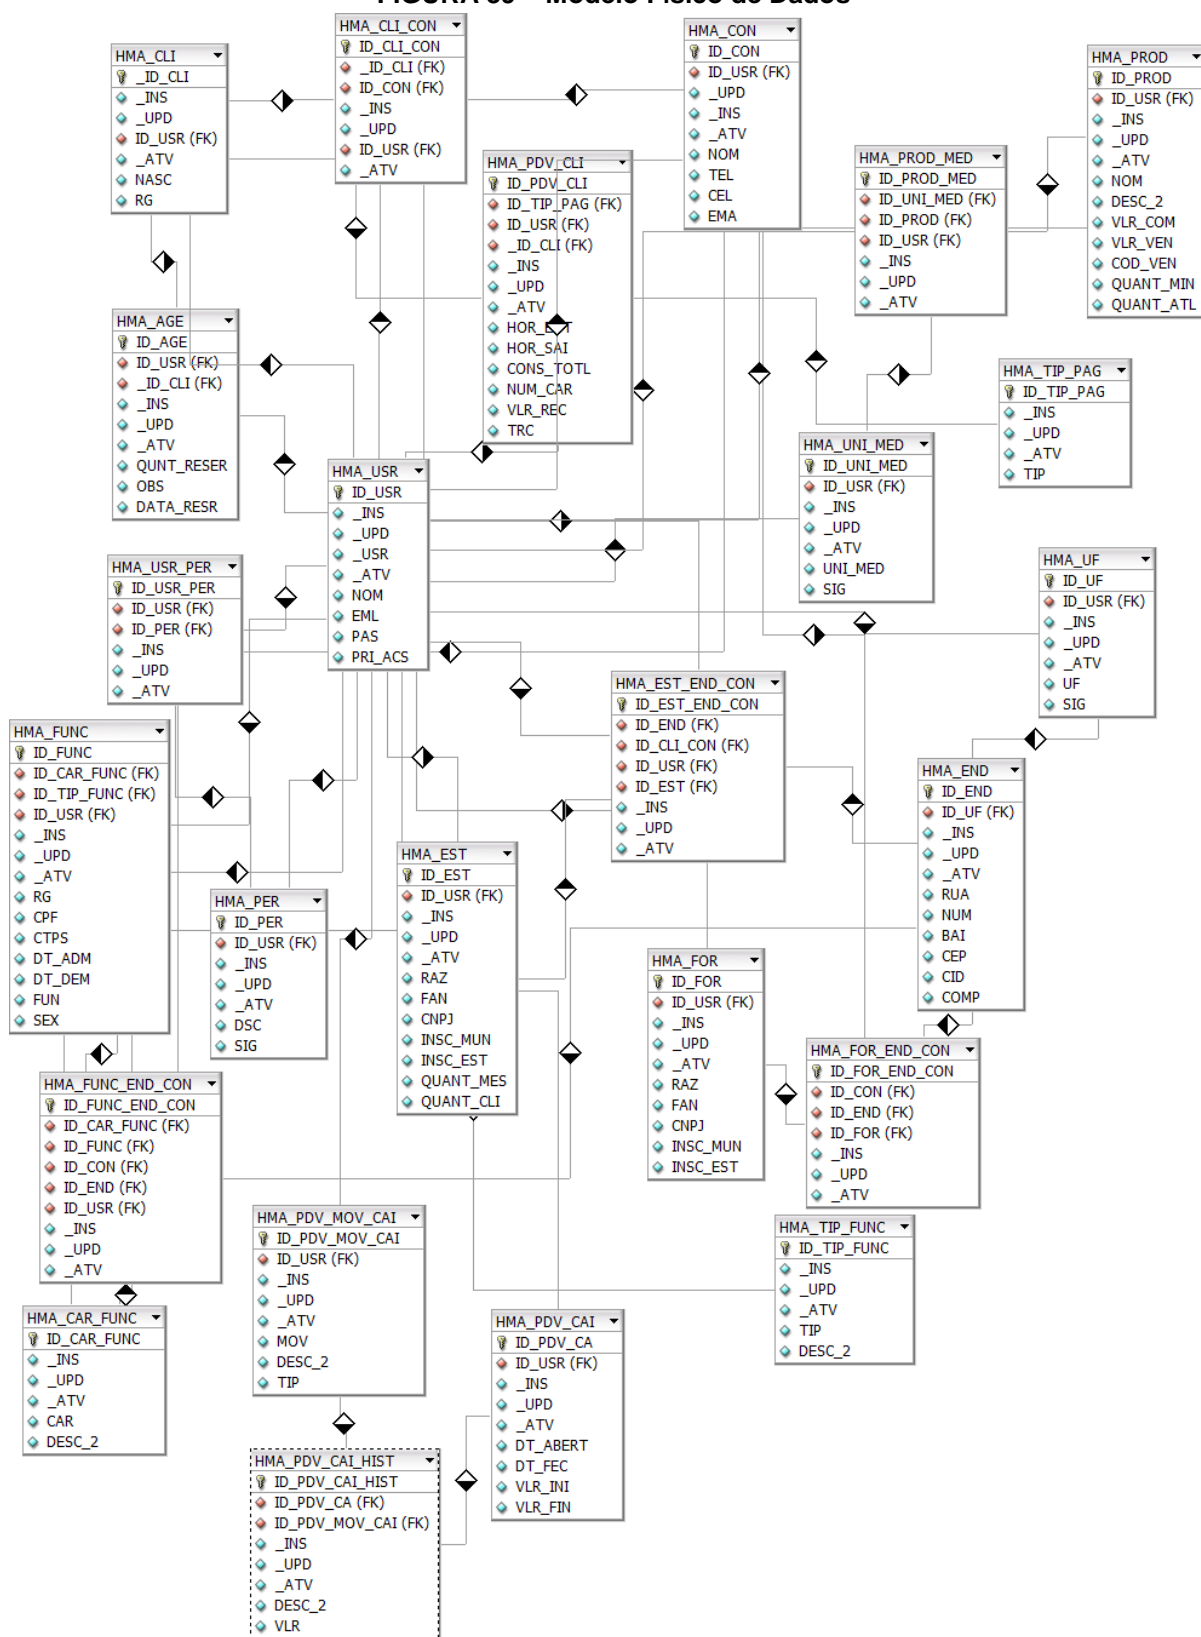 FIGURA 33 – Modelo Físico de Dados
HMA_CLI
_ID_CLI
_INS
_UPD
ID_USR (FK)
_ATV
NASC
RG
HMA_CLI_CON
ID_CLI_CON
_ID_CLI (FK)
ID_CON (FK)
_INS
_UPD
ID_USR (FK)
_ATV
HMA_CON
ID_CON
ID_USR (FK)
_UPD
_INS
_ATV
NOM
TEL
CEL
EMA
HMA_PROD
ID_PROD
ID_USR (FK)
_INS
_UPD
_ATV
NOM
DESC_2
VLR_COM
VLR_VEN
COD_VEN
QUANT_MIN
QUANT_ATL
HMA_PDV_CLI
ID_PDV_CLI
ID_TIP_PAG (FK)
ID_USR (FK)
_ID_CLI (FK)
_INS
_UPD
_ATV
HOR_SAI
CONS_TOTL
NUM_CAR
VLR_REC
TRC
HMA_PROD_MED
ID_PROD_MED
ID_UNI_MED (FK)
ID_PROD (FK)
ID_USR (FK)
_INS
_UPD
_ATV
HMA_AGE
ID_AGE
ID_USR (FK)
_ID_CLI (FK)
_INS
_UPD
_ATV
QUNT_RESER
OBS
DATA_RESR
HMA_TIP_PAG
ID_TIP_PAG
_INS
_UPD
_ATV
TIP
HMA_UNI_MED
ID_UNI_MED
ID_USR (FK)
_INS
_UPD
_ATV
UNI_MED
SIG
HMA_USR
ID_USR
_INS
_UPD
_USR
_ATV
NOM
EML
PAS
PRI_ACS
HMA_USR_PER
ID_USR_PER
ID_USR (FK)
ID_PER (FK)
_INS
_UPD
_ATV
HMA_UF
ID_UF
ID_USR (FK)
_INS
_UPD
_ATV
UF
SIG
HMA_EST_END_CON
ID_EST_END_CON
ID_END (FK)
ID_CLI_CON (FK)
ID_USR (FK)
ID_EST (FK)
_INS
_UPD
_ATV
HMA_FUNC
ID_FUNC
ID_CAR_FUNC (FK)
ID_TIP_FUNC (FK)
ID_USR (FK)
_INS
_UPD
_ATV
RG
CPF
CTPS
DT_ADM
DT_DEM
FUN
SEX
HMA_END
ID_END
ID_UF (FK)
_INS
_UPD
_ATV
RUA
NUM
BAI
CEP
CID
COMP
HMA_EST
ID_EST
ID_USR (FK)
_INS
_UPD
_ATV
RAZ
FAN
CNPJ
INSC_MUN
INSC_EST
QUANT_MES
QUANT_CLI
HMA_PER
ID_PER
ID_USR (FK)
_INS
_UPD
_ATV
DSC
SIG
HMA_FOR
ID_FOR
ID_USR (FK)
_INS
_UPD
_ATV
RAZ
FAN
CNPJ
INSC_MUN
INSC_EST
HMA_FOR_END_CON
ID_FOR_END_CON
ID_CON (FK)
ID_END (FK)
ID_FOR (FK)
_INS
_UPD
_ATV
HMA_FUNC_END_CON
ID_FUNC_END_CON
ID_CAR_FUNC (FK)
ID_FUNC (FK)
ID_CON (FK)
ID_END (FK)
ID_USR (FK)
_INS
_UPD
_ATV
HMA_PDV_MOV_CAI
ID_PDV_MOV_CAI
ID_USR (FK)
_INS
_UPD
_ATV
MOV
DESC_2
TIP
HMA_TIP_FUNC
ID_TIP_FUNC
_INS
_UPD
_ATV
TIP
DESC_2
HMA_CAR_FUNC
ID_CAR_FUNC
_INS
_UPD
_ATV
CAR
DESC_2
HMA_PDV_CAI
ID_PDV_CA
ID_USR (FK)
_INS
_UPD
_ATV
DT_ABERT
DT_FEC
VLR_INI
VLR_FIN
HMA_PDV_CAI_HIST
ID_PDV_CAI_HIST
ID_PDV_CA (FK)
ID_PDV_MOV_CAI (FK)
_INS
_UPD
_ATV
DESC_2
VLR